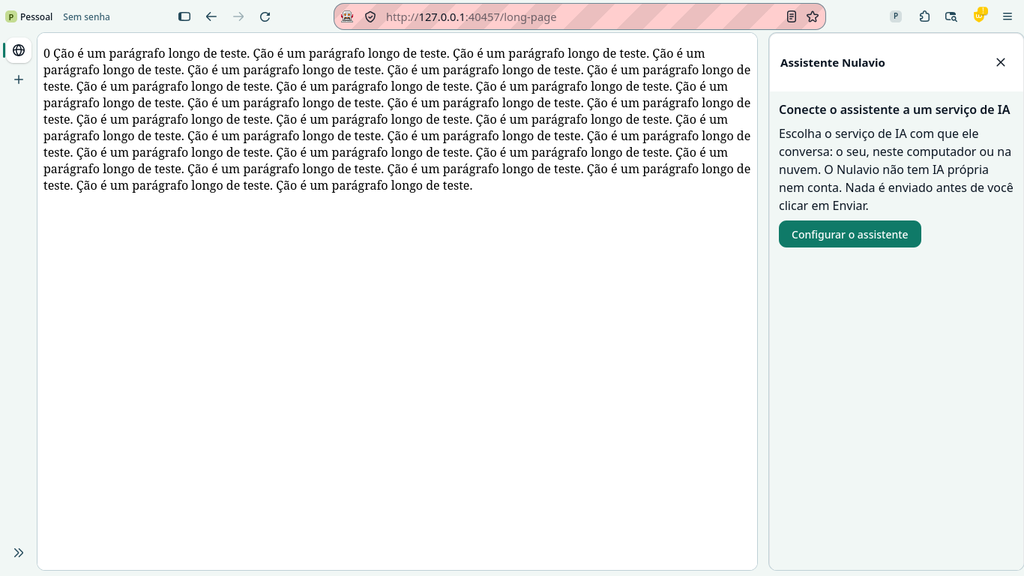 P Pessoal Sem senha
http://127.0.0.1:40457/long-page
P
0 Ção é um parágrafo longo de teste. Ção é um parágrafo longo de teste. Ção é um parágrafo longo de teste. Ção é um
parágrafo longo de teste. Ção é um parágrafo longo de teste. Ção é um parágrafo longo de teste. Ção é um parágrafo longo de
teste. Ção é um parágrafo longo de teste. Ção é um parágrafo longo de teste. Ção é um parágrafo longo de teste. Ção é um
parágrafo longo de teste. Ção é um parágrafo longo de teste. Ção é um parágrafo longo de teste. Ção é um parágrafo longo de
teste. Ção é um parágrafo longo de teste. Ção é um parágrafo longo de teste. Ção é um parágrafo longo de teste. Ção é um
parágrafo longo de teste. Ção é um parágrafo longo de teste. Ção é um parágrafo longo de teste. Ção é um parágrafo longo de
teste. Ção é um parágrafo longo de teste. Ção é um parágrafo longo de teste. Ção é um parágrafo longo de teste. Ção é um
parágrafo longo de teste. Ção é um parágrafo longo de teste. Ção é um parágrafo longo de teste. Ção é um parágrafo longo de
teste. Ção é um parágrafo longo de teste. Ção é um parágrafo longo de teste.
Assistente Nulavio
Conecte o assistente a um serviço de IA
Escolha o serviço de IA com que ele
conversa: o seu, neste computador ou na
nuvem. O Nulavio não tem IA própria
nem conta. Nada é enviado antes de você
clicar em Enviar.
Configurar o assistente